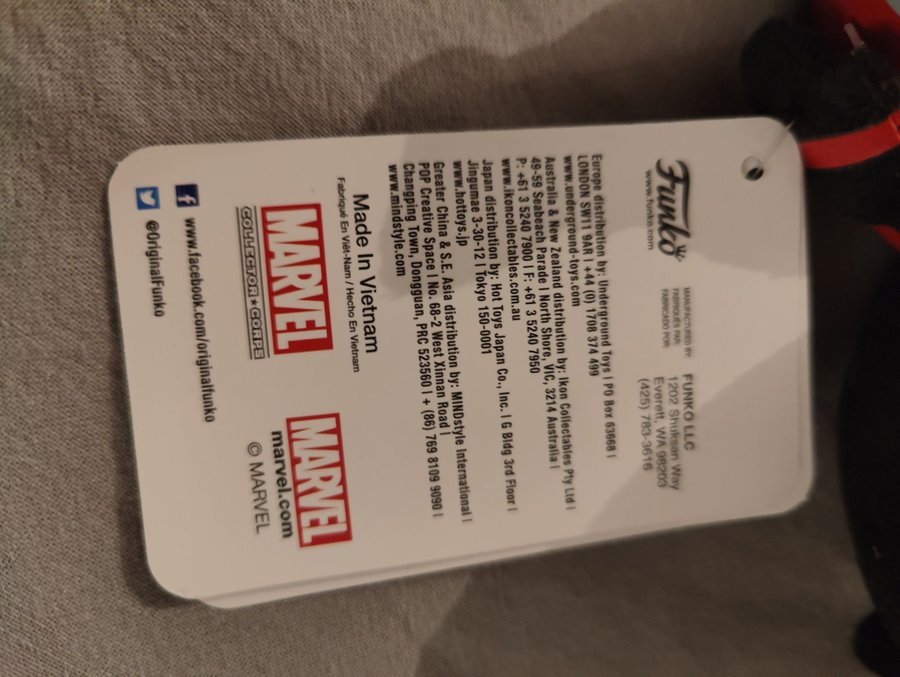 Funko
www.funko.com
MANUFACTURED BY:
FABRIQUÉS PAR:
FABRICADO POR:
FUNKO LLC
1202 Shuksan Way
Everett, WA 98203
(425) 783-3616
Europe distribution by: Underground Toys | PO Box 63668 |
LONDON SW11 9AR | +44 (0) 1708 374 499
www.underground-toys.com
Australia & New Zealand distribution by: Ikon Collectables Pty Ltd |
49-59 Seabeach Parade | North Shore, VIC, 3214 Australia |
P: +61 3 5240 7900 | F: +61 3 5240 7950
www.ikoncollectables.com.au
Japan distribution by: Hot Toys Japan Co., Inc. | G Bldg 3rd Floor |
Jingumae 3-30-12 | Tokyo 150-0001
www.hottoys.jp
Greater China & S.E. Asia distribution by: MINDstyle International |
POP Creative Space | No. 68-2 West Xinnan Road |
Changping Town, Dongguan, PRC 523560 | + (86) 769 8109 9090 |
www.mindstyle.com
Made In Vietnam
Fabriqué En Viêt-Nam / Hecho En Vietnam
MARVEL
COLLECTOR★CORPS
MARVEL
marvel.com
© MARVEL
www.facebook.com/originalfunko
@OriginalFunko